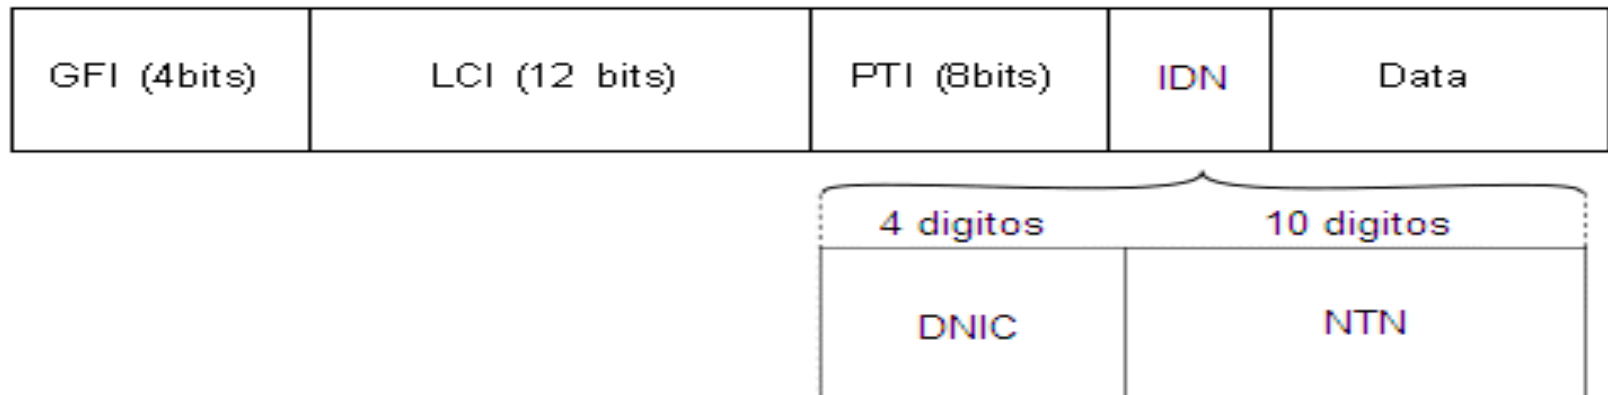 GFI (4bits) LCI (12 bits) PTI (8bits) IDN Data
4 digitos 10 digitos
DNIC NTN